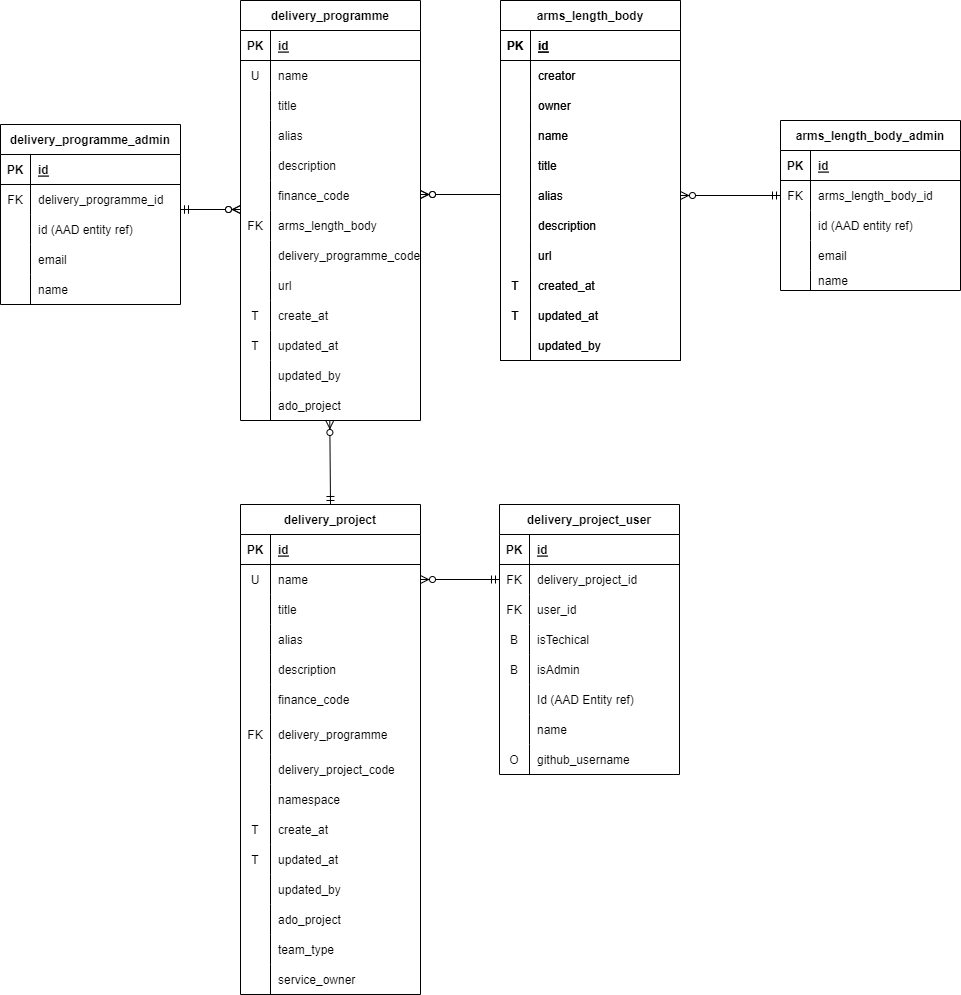 delivery_programme
PK id
U name
title
alias
description
finance_code
FK arms_length_body
delivery_programme_code
url
T create_at
T updated_at
updated_by
ado_project
arms_length_body
PK id
creator
owner
name
title
alias
description
url
T created_at
T updated_at
updated_by
delivery_programme_admin
PK id
FK delivery_programme_id
id (AAD entity ref)
email
name
arms_length_body_admin
PK id
FK arms_length_body_id
id (AAD entity ref)
email
name
delivery_project
PK id
U name
title
alias
description
finance_code
FK delivery_programme
delivery_project_code
namespace
T create_at
T updated_at
updated_by
ado_project
team_type
service_owner
delivery_project_user
PK id
FK delivery_project_id
FK user_id
B isTechical
B isAdmin
Id (AAD Entity ref)
name
O github_username